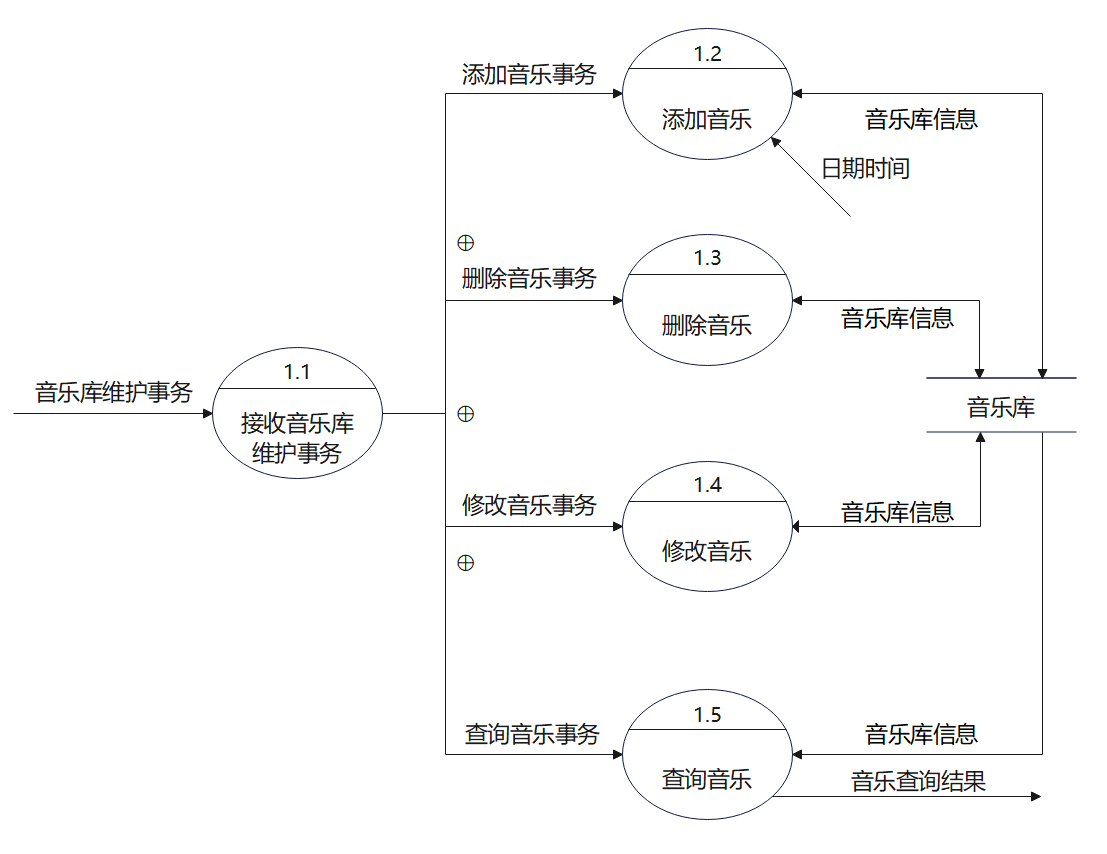 1.2
添加音乐事务
添加音乐
音乐库信息
日期时间
⊕
1.3
删除音乐事务
删除音乐
音乐库信息
1.1
音乐库维护事务
接收音乐库
维护事务
⊕
音乐库
1.4
修改音乐事务
修改音乐
音乐库信息
⊕
1.5
查询音乐事务
查询音乐
音乐库信息
音乐查询结果